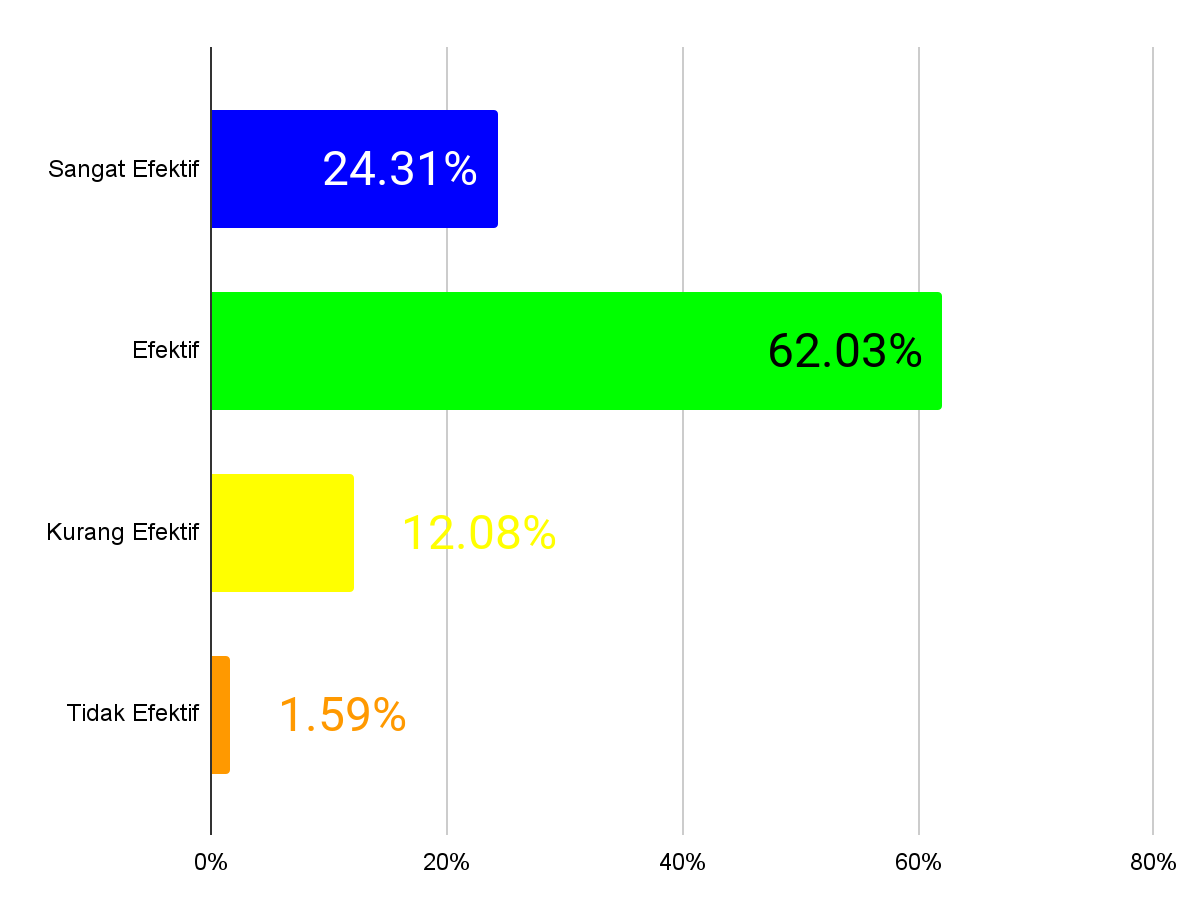 Sangat Efektif
24.31%
Efektif
62.03%
Kurang Efektif
12.08%
Tidak Efektif
1.59%
0%
20%
40%
60%
80%